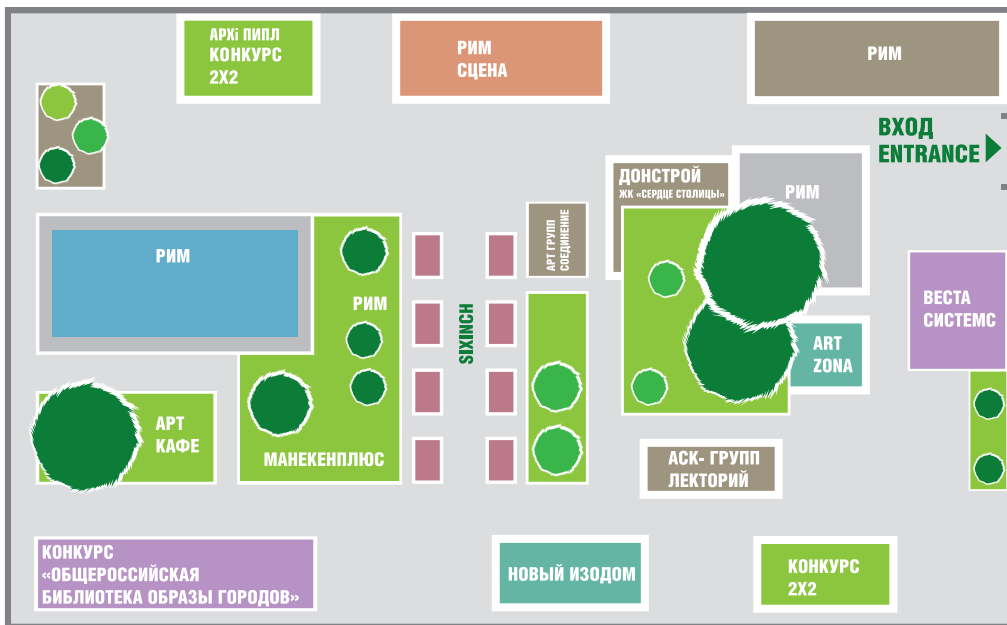 АРХi ПИПЛ
КОНКУРС
2Х2
РИМ
СЦЕНА
РИМ
ВХОД
ENTRANCE
ДОНСТРОЙ
ЖК «СЕРДЦЕ СТОЛИЦЫ»
РИМ
АРТ ГРУПП
СОЕДИНЕНИЕ
РИМ
РИМ
SIXINCH
ВЕСТА
СИСТЕМС
ART
ZONA
АРТ
КАФЕ
МАНЕКЕНПЛЮС
АСК- ГРУПП
ЛЕКТОРИЙ
КОНКУРС
«ОБЩЕРОССИЙСКАЯ
БИБЛИОТЕКА ОБРАЗЫ ГОРОДОВ»
НОВЫЙ ИЗОДОМ
КОНКУРС
2Х2